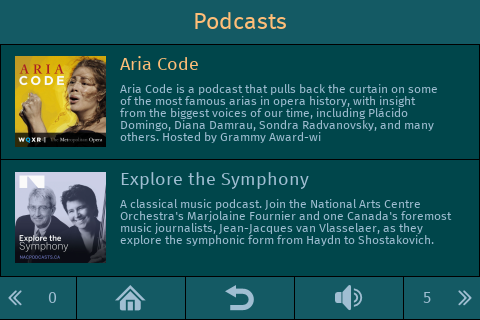 Podcasts
ARIA
CODE
WQXR
The Metropolitan Opera
Aria Code
Aria Code is a podcast that pulls back the curtain on some
of the most famous arias in opera history, with insight
from the biggest voices of our time, including Plácido
Domingo, Diana Damrau, Sondra Radvanovsky, and many
others. Hosted by Grammy Award-wi
Explore the
Symphony
NACPODCASTS.CA
Explore the Symphony
A classical music podcast. Join the National Arts Centre
Orchestra's Marjolaine Fournier and one Canada's foremost
music journalists, Jean-Jacques van Vlasselaer, as they
explore the symphonic form from Haydn to Shostakovich.
0
5